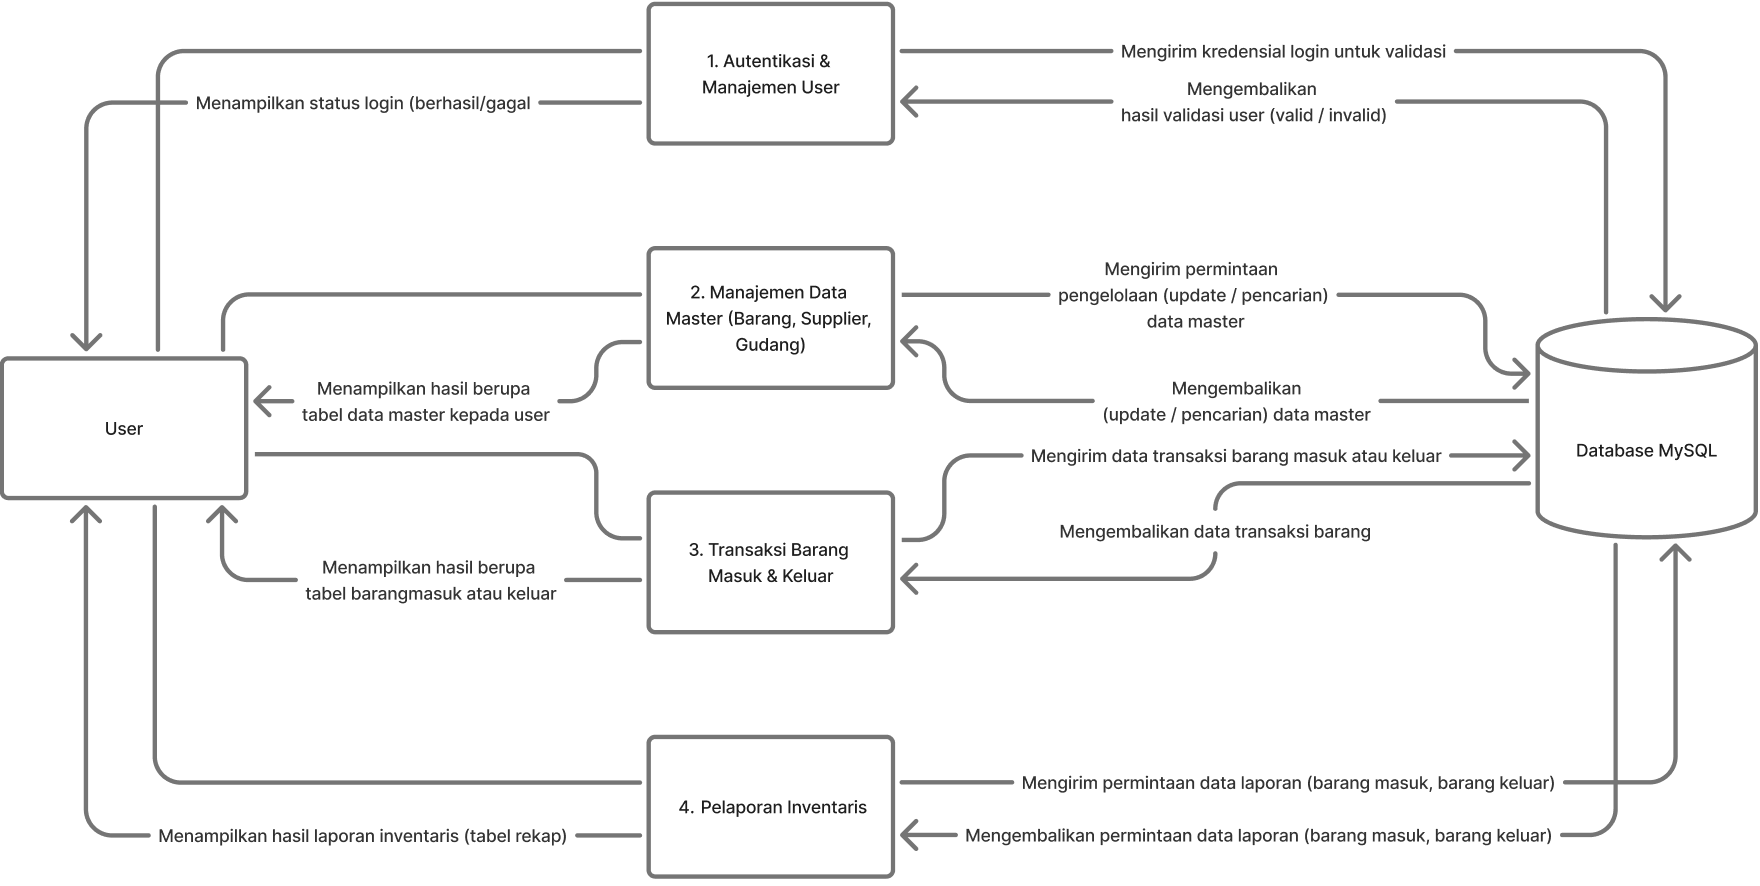 1. Autentikasi &
Manajemen User
Mengirim kredensial login untuk validasi
Menampilkan status login (berhasil/gagal
Mengembalikan
hasil validasi user (valid / invalid)
2. Manajemen Data
Master (Barang, Supplier,
Gudang)
Mengirim permintaan
pengelolaan (update / pencarian)
data master
Menampilkan hasil berupa
tabel data master kepada user
Mengembalikan
(update / pencarian) data master
User
Database MySQL
Mengirim data transaksi barang masuk atau keluar
3. Transaksi Barang
Masuk & Keluar
Mengembalikan data transaksi barang
Menampilkan hasil berupa
tabel barangmasuk atau keluar
4. Pelaporan Inventaris
Mengirim permintaan data laporan (barang masuk, barang keluar)
Menampilkan hasil laporan inventaris (tabel rekap)
Mengembalikan permintaan data laporan (barang masuk, barang keluar)